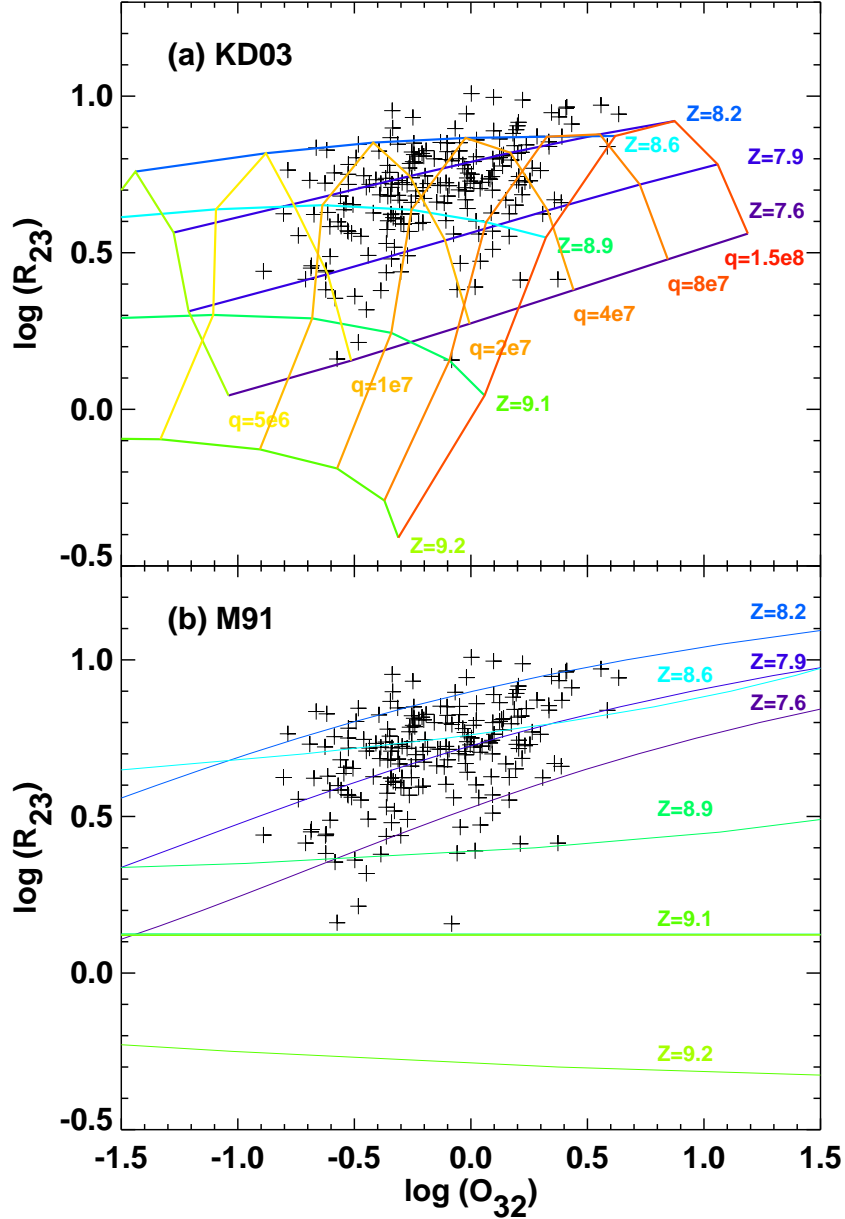 (a) KD03
1.0
0.5
0.0
-0.5
log (R23)
Z=8.2
Z=8.6
Z=7.9
Z=7.6
Z=8.9
q=1.5e8
q=8e7
q=4e7
q=2e7
q=1e7
q=5e6
Z=9.1
Z=9.2
(b) M91
1.0
0.5
0.0
-0.5
log (R23)
Z=8.2
Z=7.9
Z=8.6
Z=7.6
Z=8.9
Z=9.1
Z=9.2
-1.5 -1.0 -0.5 0.0 0.5 1.0 1.5
log (O32)